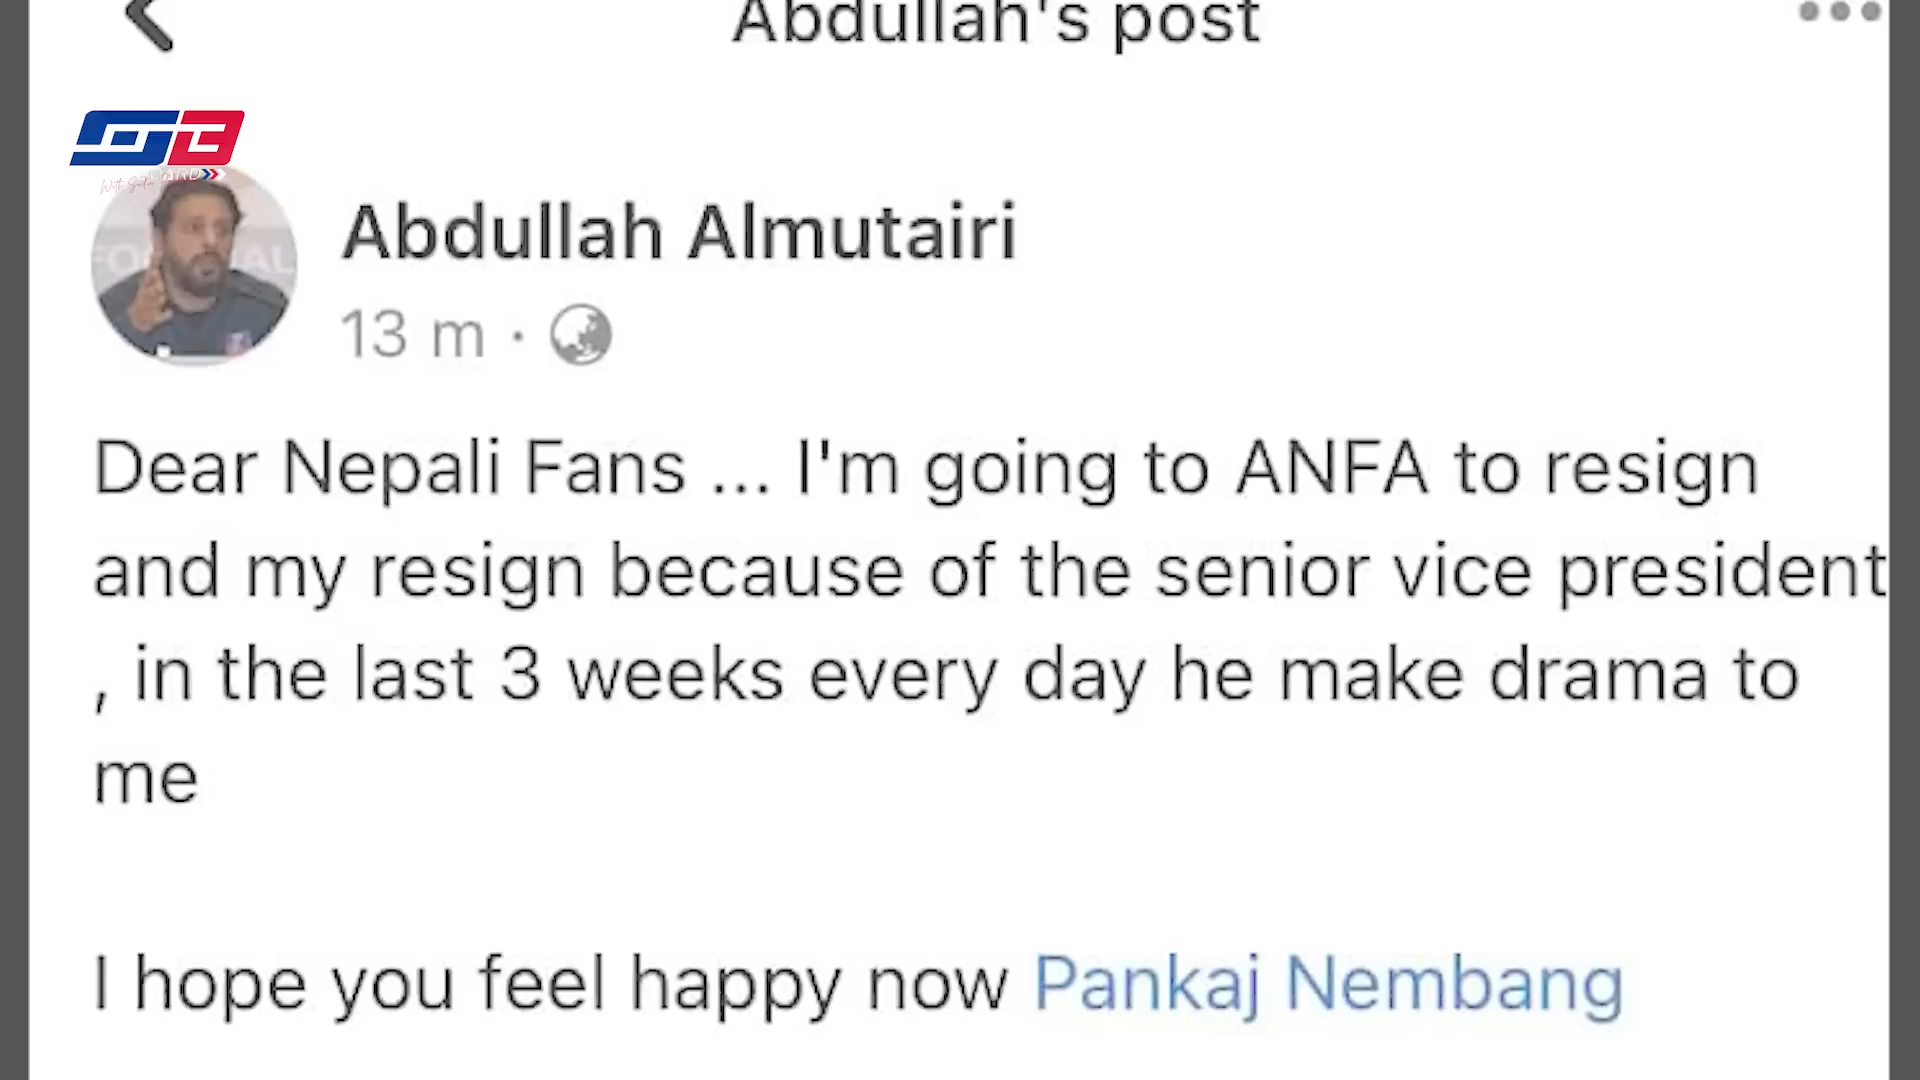 Abdullah's post
Abdullah Almutairi
13 m ·
Dear Nepali Fans ... I'm going to ANFA to resign
and my resign because of the senior vice president
, in the last 3 weeks every day he make drama to
me
I hope you feel happy now Pankaj Nembang